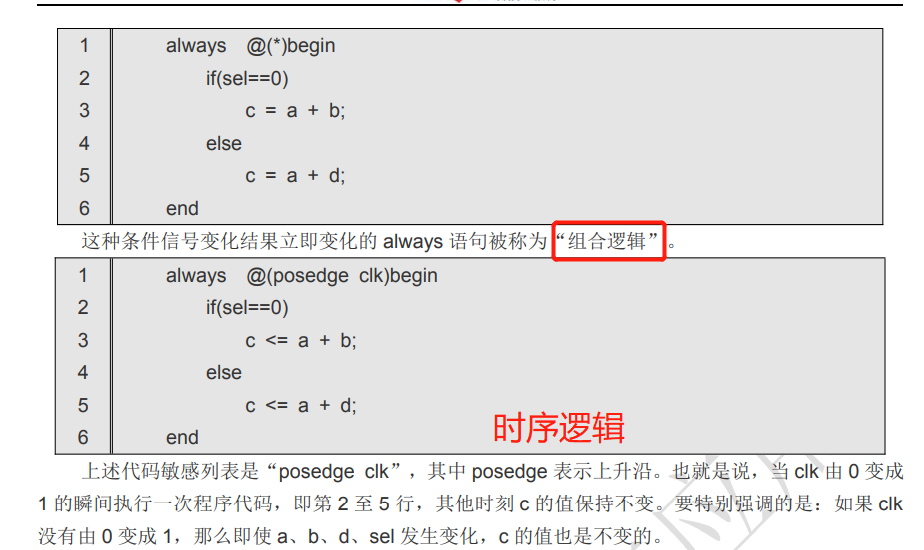 1 always @(*)begin
2 if(sel==0)
3 c = a + b;
4 else
5 c = a + d;
6 end
这种条件信号变化结果立即变化的 always 语句被称为“组合逻辑”。
1 always @(posedge clk)begin
2 if(sel==0)
3 c <= a + b;
4 else
5 c <= a + d;
6 end
时序逻辑
上述代码敏感列表是“posedge clk”，其中 posedge 表示上升沿。也就是说，当 clk 由 0 变成
1 的瞬间执行一次程序代码，即第 2 至 5 行，其他时刻 c 的值保持不变。要特别强调的是：如果 clk
没有由 0 变成 1，那么即使 a、b、d、sel 发生变化，c 的值也是不变的。